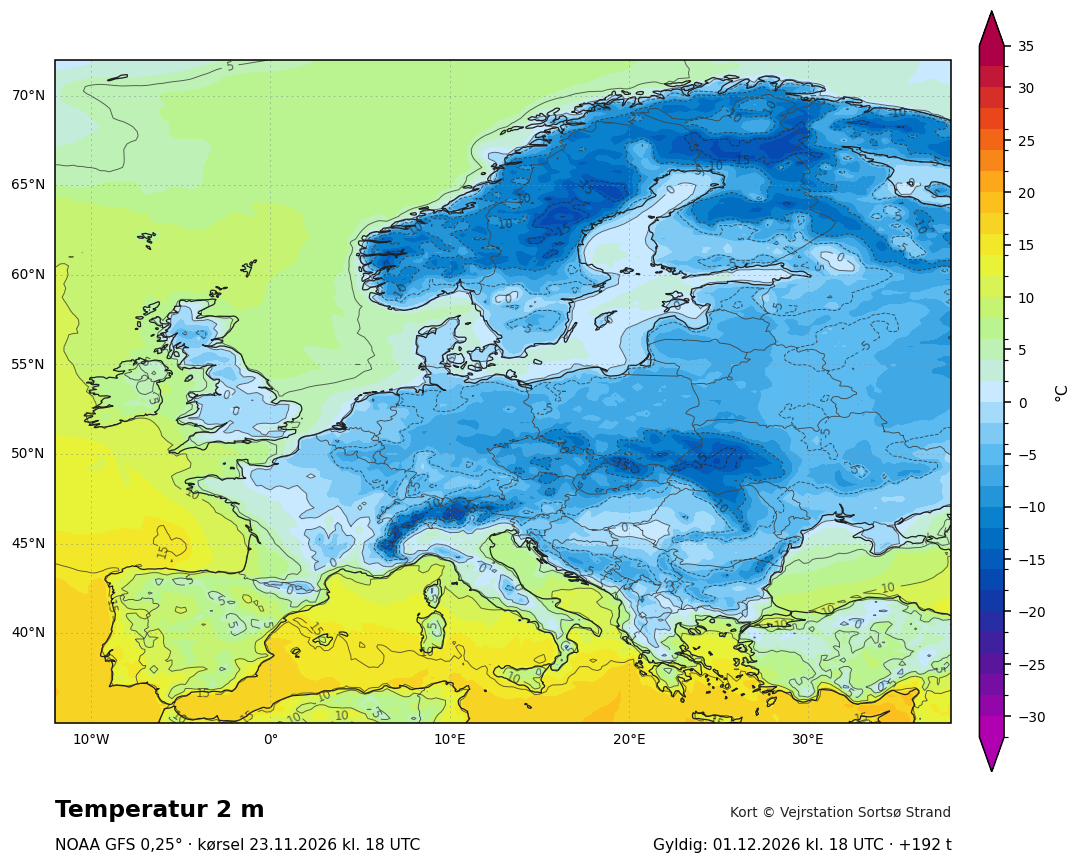 35
30
25
20
15
10
5
0
−5
−10
−15
−20
−25
−30
°C
70°N
65°N
60°N
55°N
50°N
45°N
40°N
10°W
0°
10°E
20°E
30°E
Temperatur 2 m
Kort © Vejrstation Sortsø Strand
NOAA GFS 0,25° · kørsel 23.11.2026 kl. 18 UTC
Gyldig: 01.12.2026 kl. 18 UTC · +192 t